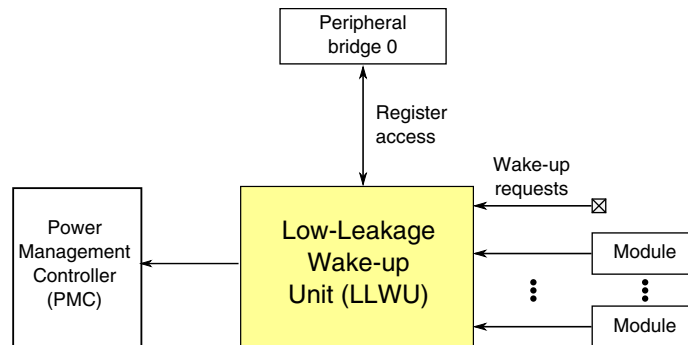 Peripheral
bridge 0
Register
access
Wake-up
requests
Power
Management
Controller
(PMC)
Low-Leakage
Wake-up
Unit (LLWU)
Module
Module